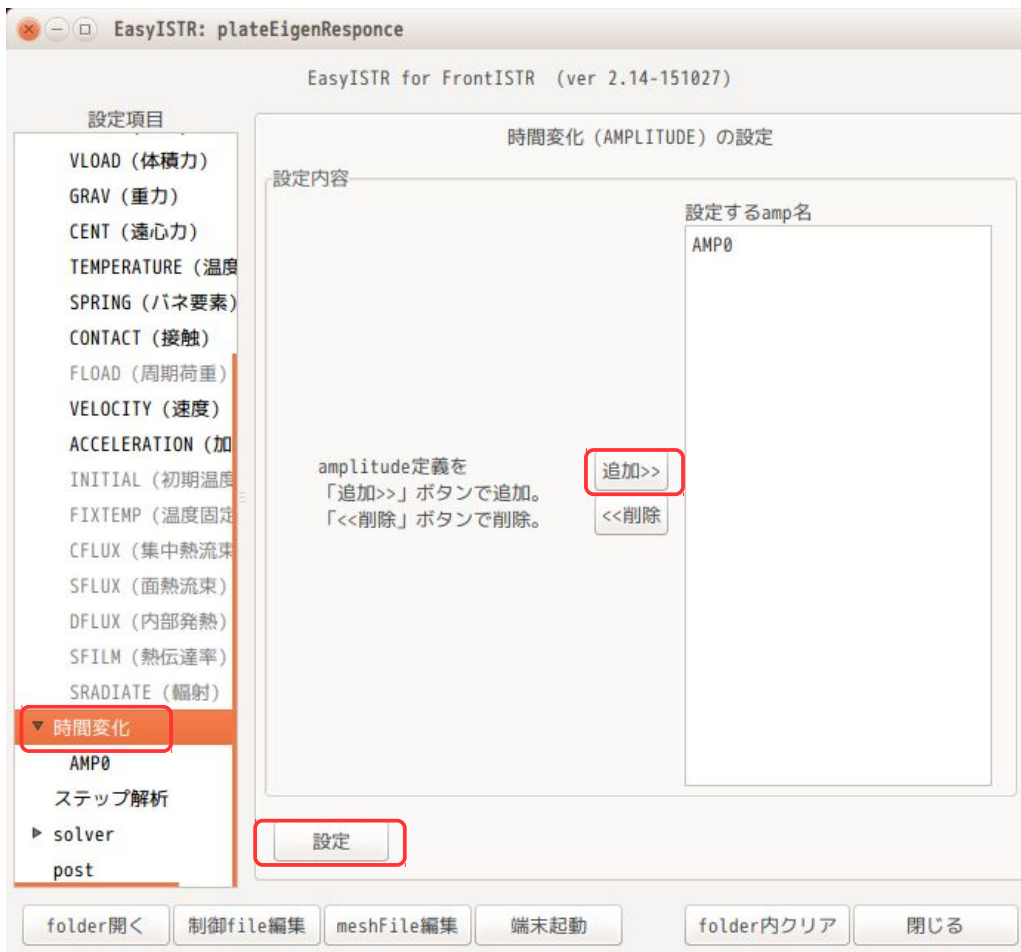 EasyISTR: plateEigenResponce
EasyISTR for FrontISTR (ver 2.14-151027)
設定項目
VLOAD (体積力)
GRAV (重力)
CENT (遠心力)
TEMPERATURE (温度
SPRING (バネ要素)
CONTACT (接触)
FLOAD (周期荷重)
VELOCITY (速度)
ACCELERATION (加
INITIAL (初期温度
FIXTEMP (温度固定
CFLUX (集中熱流束
SFLUX (面熱流束)
DFLUX (内部発熱)
SFILM (熱伝達率)
SRADIATE (輻射)
時間変化
AMP0
ステップ解析
solver
post
時間変化 (AMPLITUDE) の設定
設定内容
設定するamp名
AMP0
amplitude定義を
「追加>>」ボタンで追加。
「<<削除」ボタンで削除。
追加>>
<<削除
設定
folder開く 制御file編集 meshFile編集 端末起動 folder内クリア 閉じる